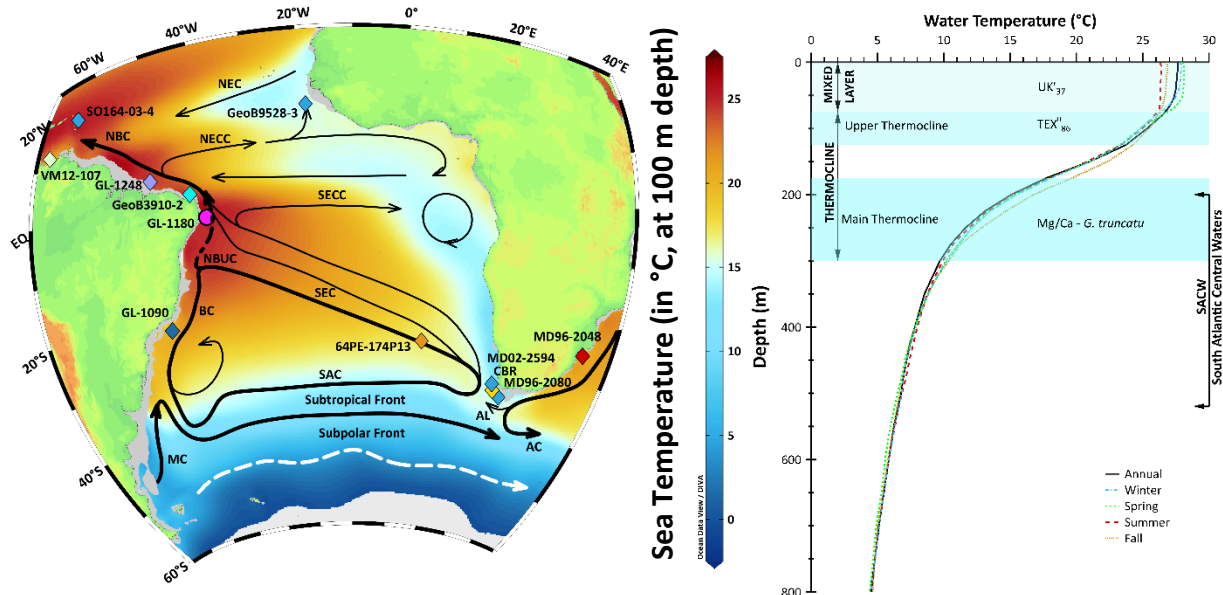 60°W
40°W
20°W
0°
20°E
40°E
20°N
EQ
20°S
40°S
60°S
NEC
SO164-03-4
GeoB9528-3
NBC
NECC
VM12-107
GL-1248
GeoB3910-2
SECC
GL-1180
NBUC
SEC
BC
GL-1090
64PE-174P13
MD96-2048
MD02-2594
CBR
MD96-2080
SAC
Subtropical Front
AL
Subpolar Front
AC
MC
Sea Temperature (in °C, at 100 m depth)
25
20
15
10
5
0
Ocean Data View / DIVA
Water Temperature (°C)
0 5 10 15 20 25 30
Depth (m)
0
200
400
600
800
MIXED
LAYER
UK'₃₇
Upper Thermocline
TEX᎜₈₆
THERMOCLINE
Main Thermocline
Mg/Ca - G. truncatu
SACW
South Atlantic Central Waters
Annual
Winter
Spring
Summer
Fall